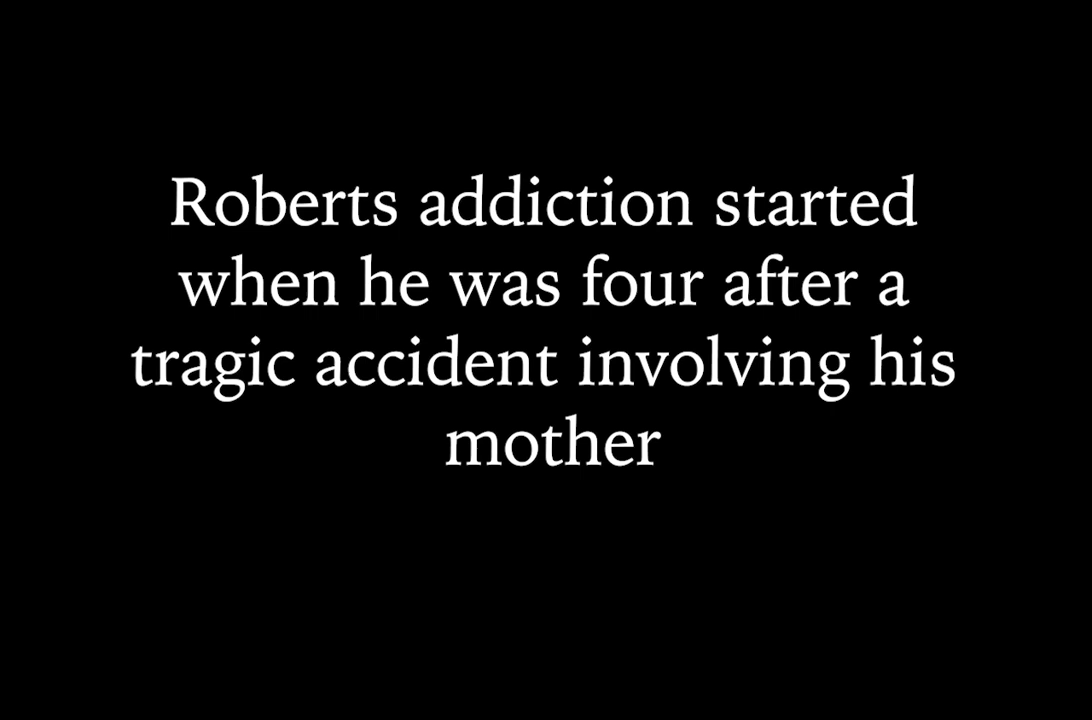 Roberts addiction started
when he was four after a
tragic accident involving his
mother